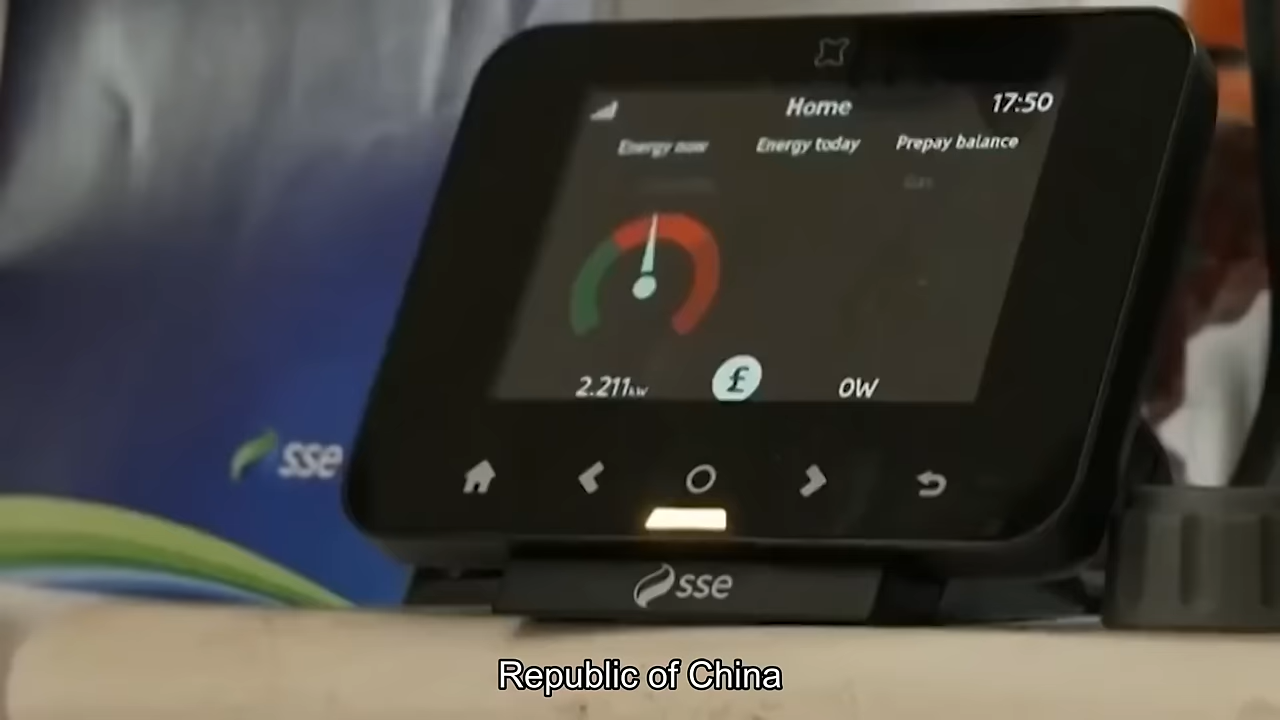 Home
17:50
Energy now
Energy today
Prepay balance
2.211kW
£
0W
sse
sse
Republic of China